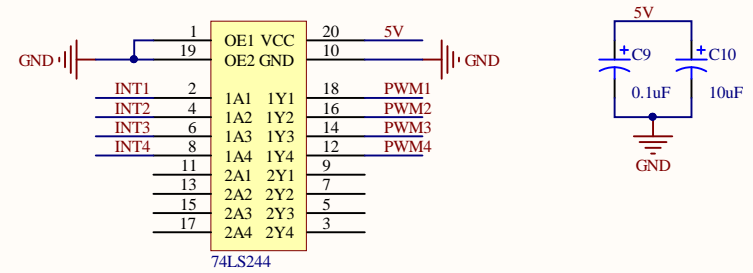 1 OE1 VCC 20 5V 5V
GND 19 OE2 GND 10 GND C9 C10
INT1 2 1A1 1Y1 18 PWM1 0.1uF 10uF
INT2 4 1A2 1Y2 16 PWM2
INT3 6 1A3 1Y3 14 PWM3
INT4 8 1A4 1Y4 12 PWM4 GND
11 2A1 2Y1 9
13 2A2 2Y2 7
15 2A3 2Y3 5
17 2A4 2Y4 3
74LS244